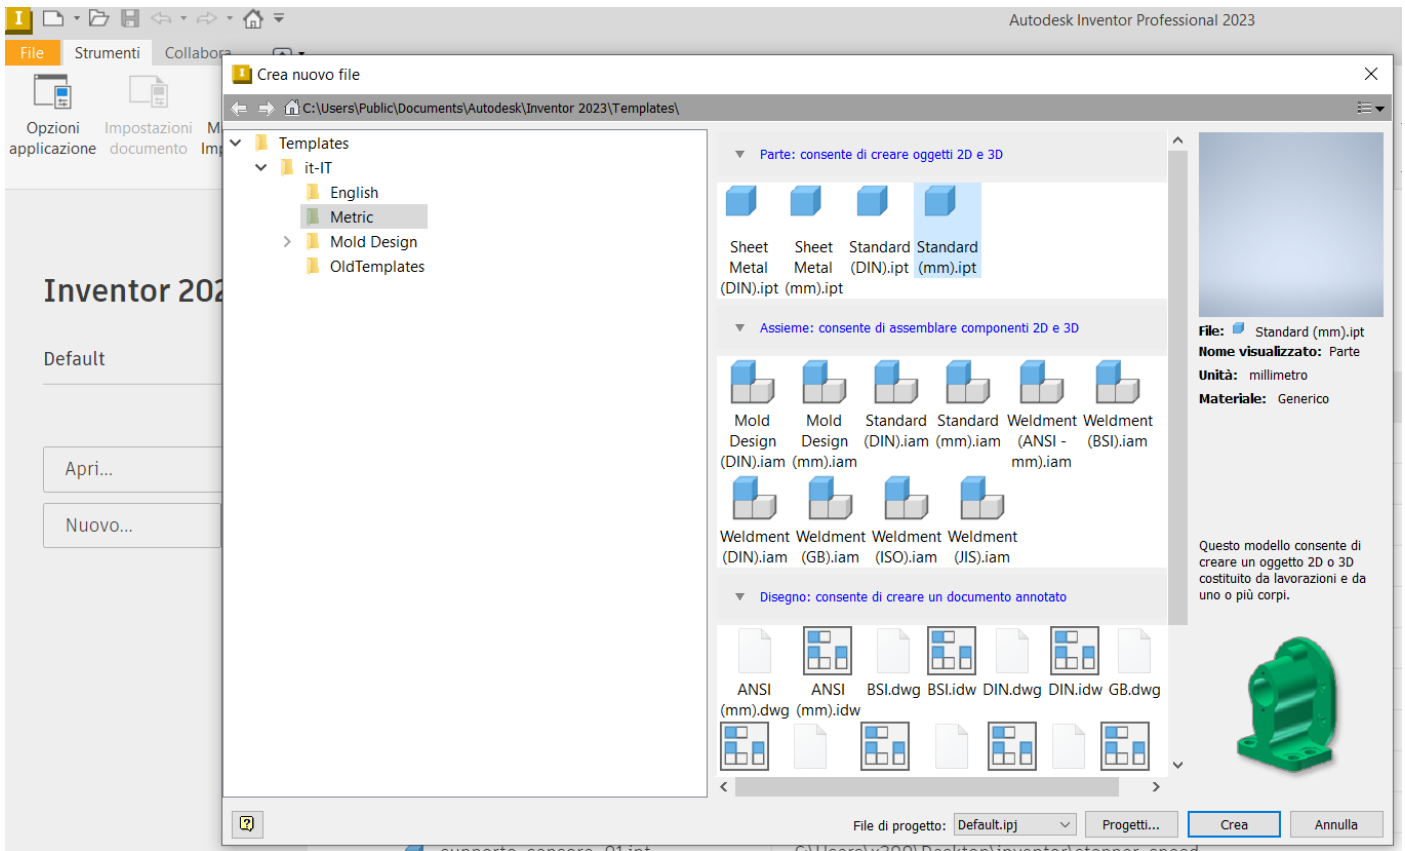 I
Autodesk Inventor Professional 2023
File Strumenti Collabora
Opzioni
applicazione
Impostazioni
documento
Crea nuovo file
C:\Users\Public\Documents\Autodesk\Inventor 2023\Templates\
Inventor 202
Default
Apri...
Nuovo...
Templates
it-IT
English
Metric
Mold Design
OldTemplates
Parte: consente di creare oggetti 2D e 3D
Sheet Metal (DIN).ipt
Sheet Metal (mm).ipt
Standard (DIN).ipt
Standard (mm).ipt
Assieme: consente di assemblare componenti 2D e 3D
Mold Design (DIN).iam
Mold Design (mm).iam
Standard (DIN).iam
Standard (mm).iam
Weldment (ANSI - mm).iam
Weldment (BSI).iam
Weldment (DIN).iam
Weldment (GB).iam
Weldment (ISO).iam
Weldment (JIS).iam
Disegno: consente di creare un documento annotato
ANSI (mm).dwg
ANSI (mm).idw
BSI.dwg
BSI.idw
DIN.dwg
DIN.idw
GB.dwg
File: Standard (mm).ipt
Nome visualizzato: Parte
Unità: millimetro
Materiale: Generico
Questo modello consente di
creare un oggetto 2D o 3D
costituito da lavorazioni e da
uno o più corpi.
File di progetto: Default.ipj
Progetti...
Crea
Annulla